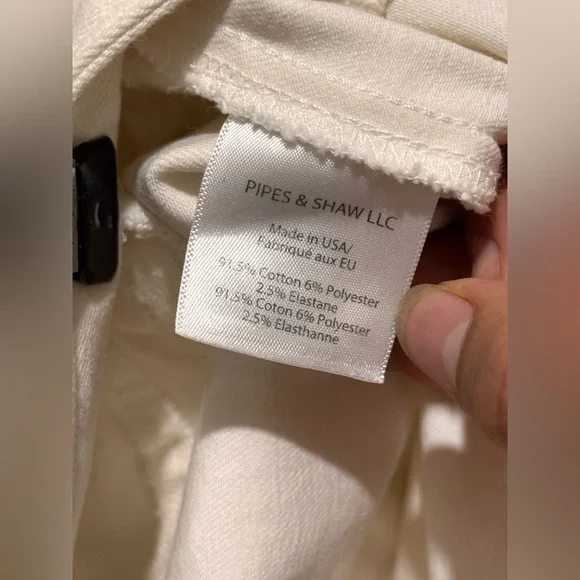 PIPES & SHAW LLC
Made in USA/
Fabriqué aux EU
91.5% Cotton 6% Polyester
2.5% Elastane
91.5% Coton 6% Polyester
2.5% Elasthanne